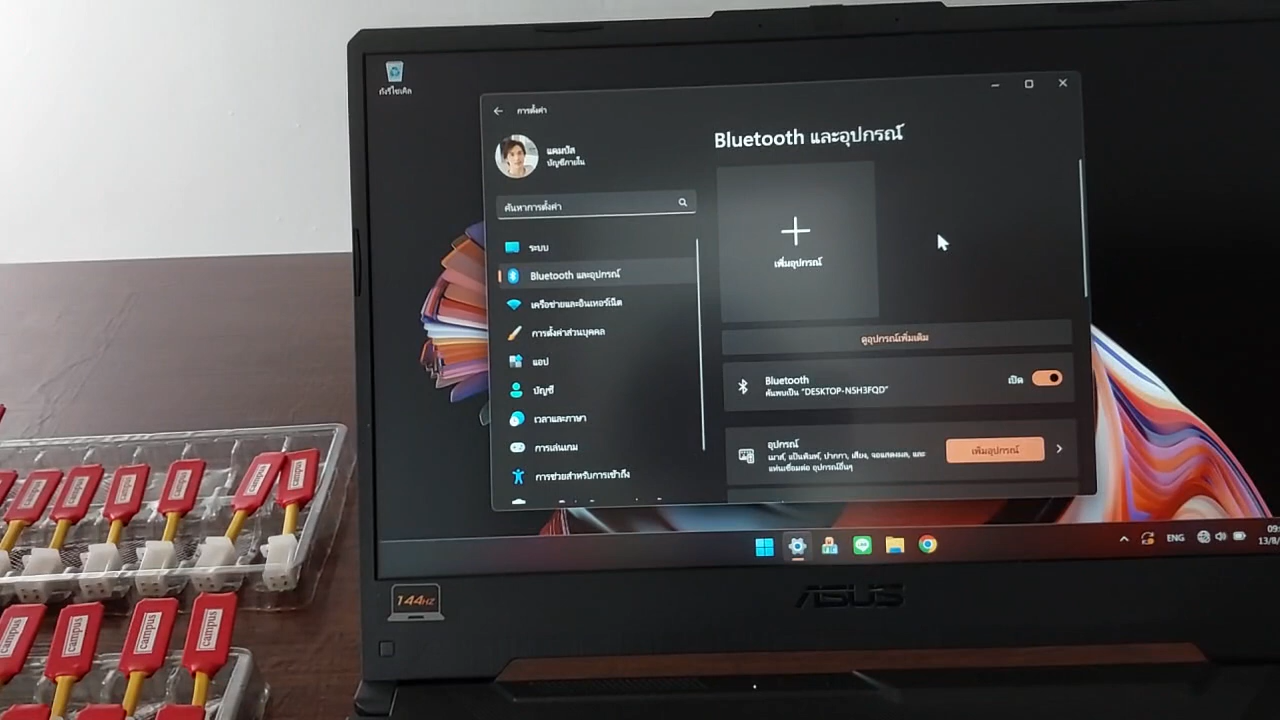 ถังรีไซเคิล
การตั้งค่า
แคมปัส
บัญชีภายใน
ค้นหาการตั้งค่า
ระบบ
Bluetooth และอุปกรณ์
เครือข่ายและอินเทอร์เน็ต
การตั้งค่าส่วนบุคคล
แอป
บัญชี
เวลาและภาษา
การเล่นเกม
การช่วยสำหรับการเข้าถึง
Bluetooth และอุปกรณ์
เพิ่มอุปกรณ์
ดูอุปกรณ์เพิ่มเติม
Bluetooth
ค้นพบเป็น "DESKTOP-N5H3FQD"
เปิด
อุปกรณ์
เมาส์, แป้นพิมพ์, ปากกา, เสียง, จอแสดงผล, และ
แท่นเชื่อมต่อ อุปกรณ์อื่นๆ
เพิ่มอุปกรณ์
ENG
09:
13/8/
144HZ
ASUS
campus
campus
campus
campus
campus
campus
campus
campus
campus
campus